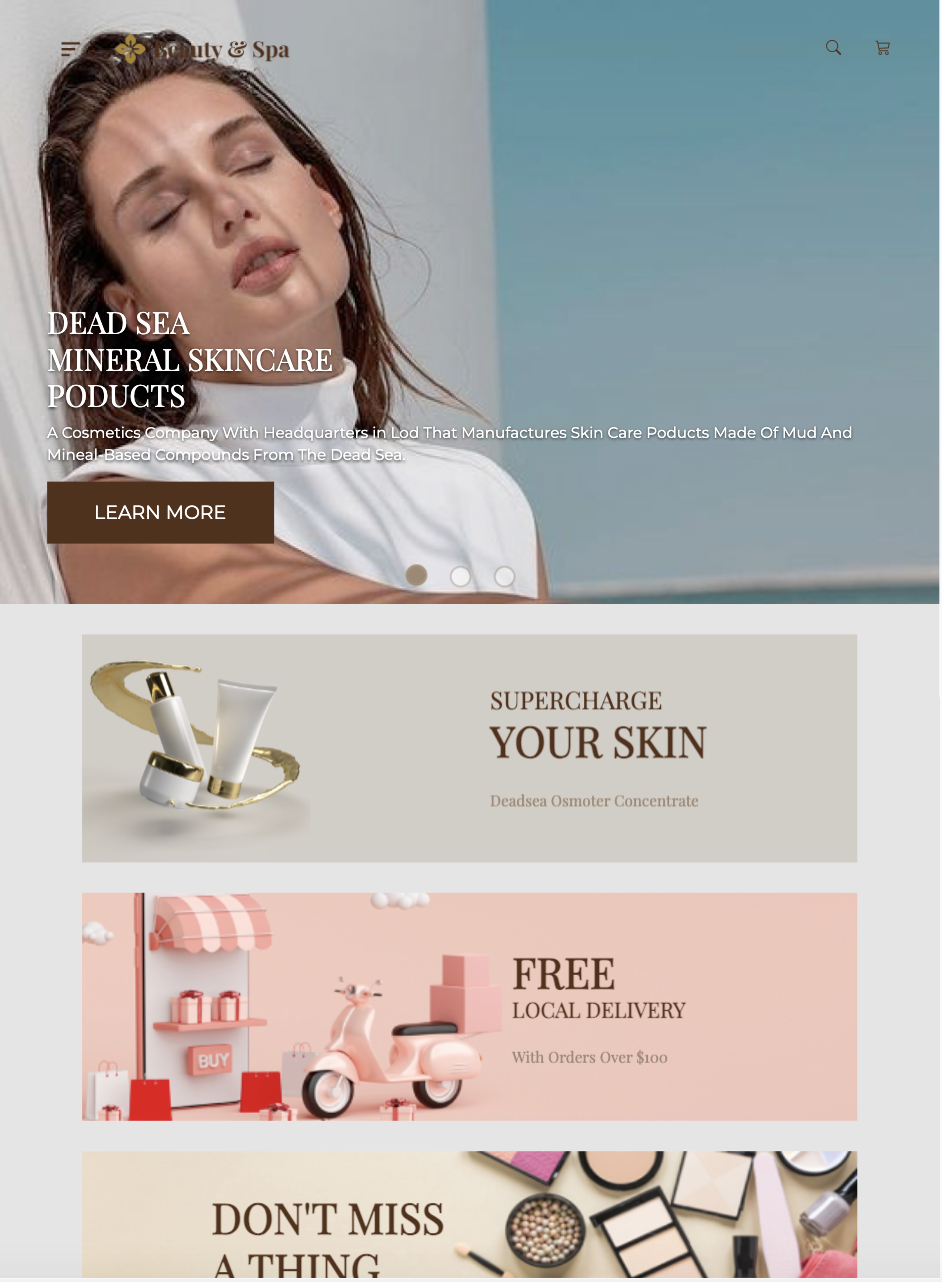 Beauty & Spa
DEAD SEA
MINERAL SKINCARE
PODUCTS
A Cosmetics Company With Headquarters in Lod That Manufactures Skin Care Poducts Made Of Mud And
Mineal-Based Compounds From The Dead Sea.
LEARN MORE
SUPERCHARGE
YOUR SKIN
Deadsea Osmoter Concentrate
BUY
FREE
LOCAL DELIVERY
With Orders Over $100
DON'T MISS
A THING